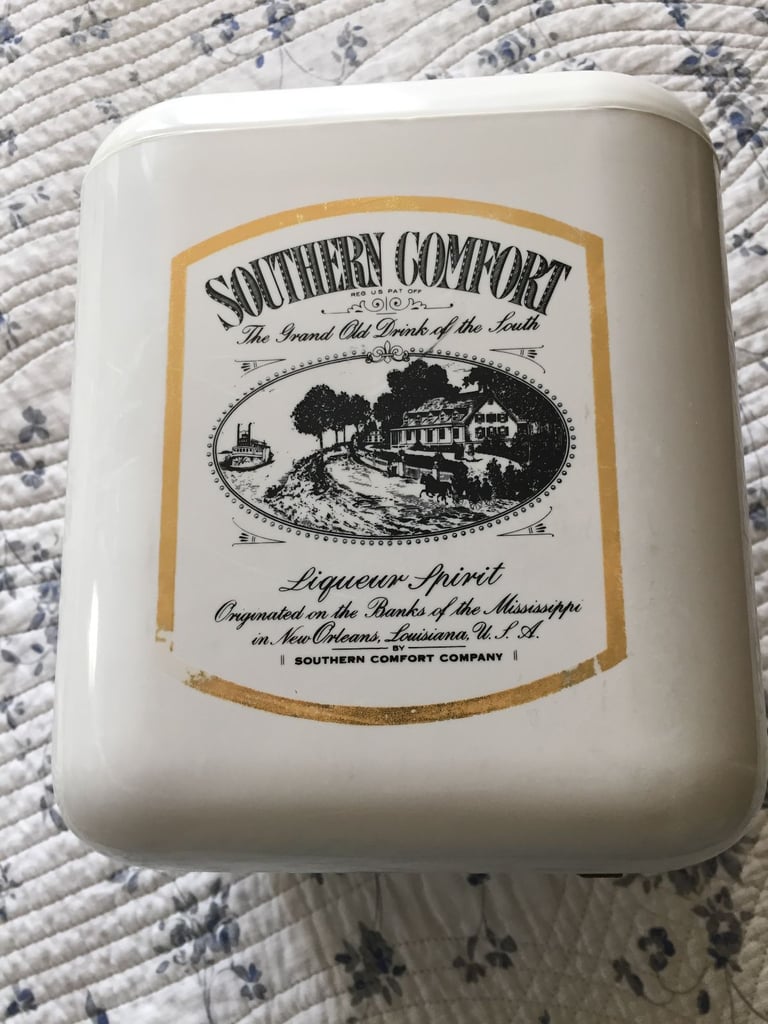 SOUTHERN COMFORT
REG US PAT OFF
The Grand Old Drink of the South
Liqueur Spirit
Originated on the Banks of the Mississippi
in New Orleans, Louisiana, U.S.A.
BY
SOUTHERN COMFORT COMPANY